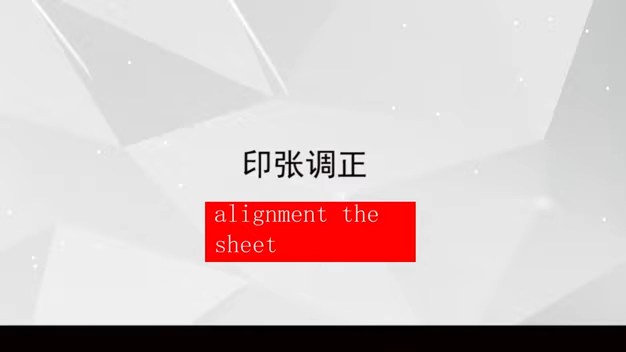 印张调正
alignment the
sheet